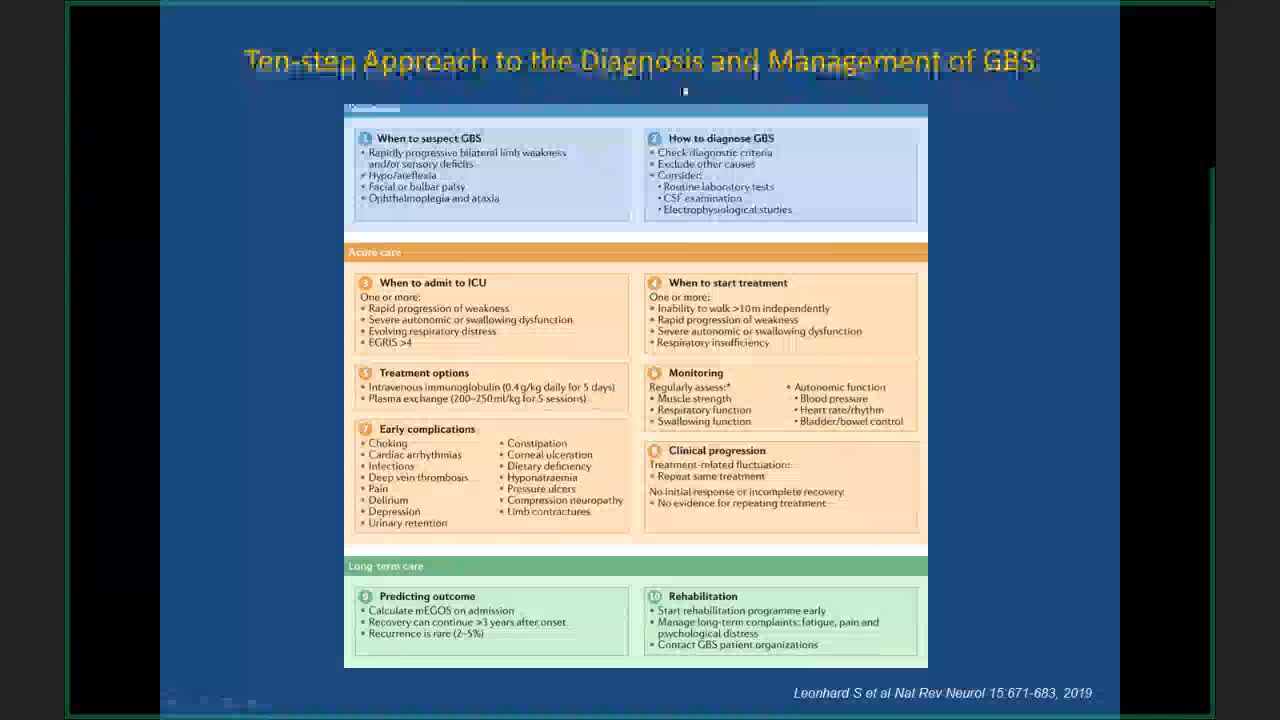 Ten-step Approach to the Diagnosis and Management of GBS
1 When to suspect GBS
• Rapidly progressive bilateral limb weakness
and/or sensory deficits
• Hypo/areflexia
• Facial or bulbar palsy
• Ophthalmoplegia and ataxia
2 How to diagnose GBS
• Check diagnostic criteria
• Exclude other causes
• Consider:
• Routine laboratory tests
• CSF examination
• Electrophysiological studies
Acute care
3 When to admit to ICU
One or more:
• Rapid progression of weakness
• Severe autonomic or swallowing dysfunction
• Evolving respiratory distress
• EGRIS >4
4 When to start treatment
One or more:
• Inability to walk >10 m independently
• Rapid progression of weakness
• Severe autonomic or swallowing dysfunction
• Respiratory insufficiency
5 Treatment options
• Intravenous immunoglobulin (0.4 g/kg daily for 5 days)
• Plasma exchange (200–250 ml/kg for 5 sessions)
6 Monitoring
Regularly assess:*
• Muscle strength
• Respiratory function
• Swallowing function
• Autonomic function
• Blood pressure
• Heart rate/rhythm
• Bladder/bowel control
7 Early complications
• Choking
• Cardiac arrhythmias
• Infections
• Deep vein thrombosis
• Pain
• Delirium
• Depression
• Urinary retention
• Constipation
• Corneal ulceration
• Dietary deficiency
• Hyponatraemia
• Pressure ulcers
• Compression neuropathy
• Limb contractures
8 Clinical progression
Treatment-related fluctuation:
• Repeat same treatment
No initial response or incomplete recovery:
• No evidence for repeating treatment
Long-term care
9 Predicting outcome
• Calculate mEGOS on admission
• Recovery can continue >3 years after onset
• Recurrence is rare (2–5%)
10 Rehabilitation
• Start rehabilitation programme early
• Manage long-term complaints: fatigue, pain and
psychological distress
• Contact GBS patient organizations
Leonhard S et al Nat Rev Neurol 15:671-683, 2019